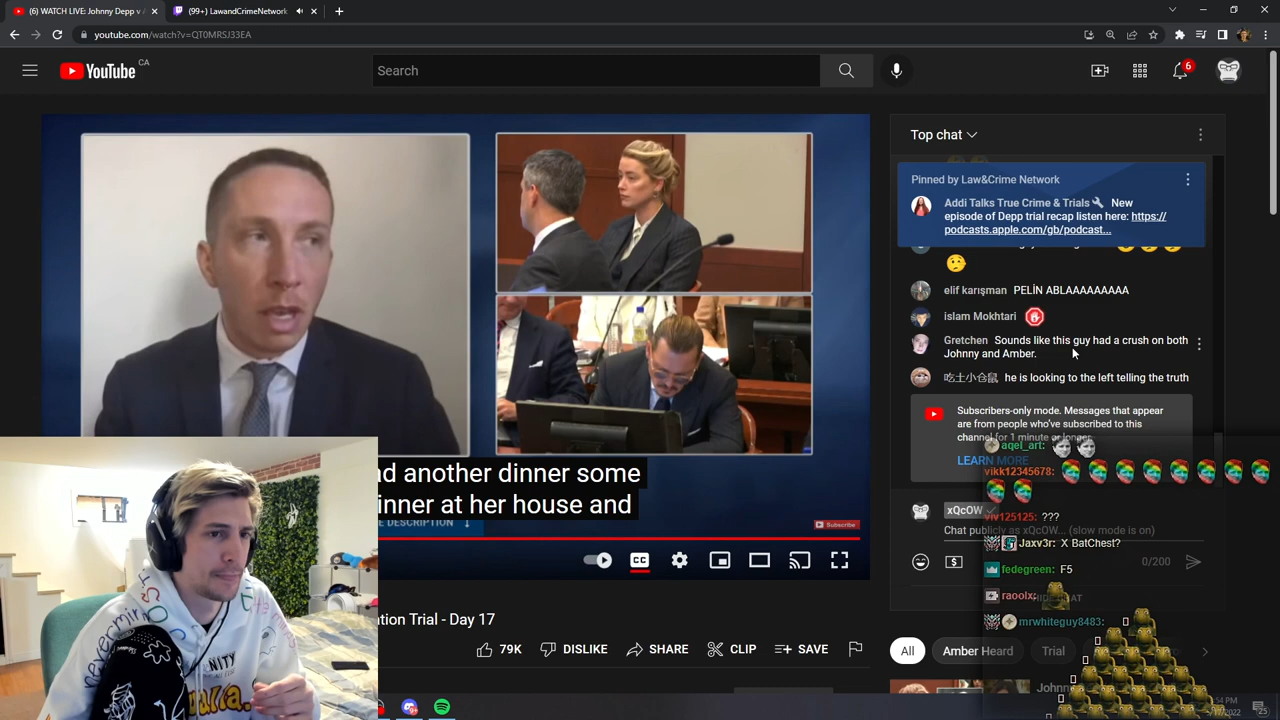 (6) WATCH LIVE: Johnny Depp v
(99+) LawandCrimeNetwork
youtube.com/watch?v=QT0MRSJ33EA
YouTube CA
Search
6
Top chat
Pinned by Law&Crime Network
Addi Talks True Crime & Trials New
episode of Depp trial recap listen here: https://
podcasts.apple.com/gb/podcast...
elif karışman PELİN ABLAAAAAAAAA
islam Mokhtari
Gretchen Sounds like this guy had a crush on both
Johnny and Amber.
吃土小仓鼠 he is looking to the left telling the truth
Subscribers-only mode. Messages that appear
are from people who've subscribed to this
channel for 1 minute or longer.
LEARN MORE
aqel_art:
vikk12345678:
xQcOW
viv125125: ???
Chat publicly as xQcOW... (slow mode is on)
Jaxv3r: X BatChest?
0/200
fedegreen: F5
raoolx:
HIDE CHAT
mrwhiteguy8483:
another dinner some
dinner at her house and
DESCRIPTION
Subscribe
CC
Trial - Day 17
79K
DISLIKE
SHARE
CLIP
SAVE
All
Amber Heard
Trial
25